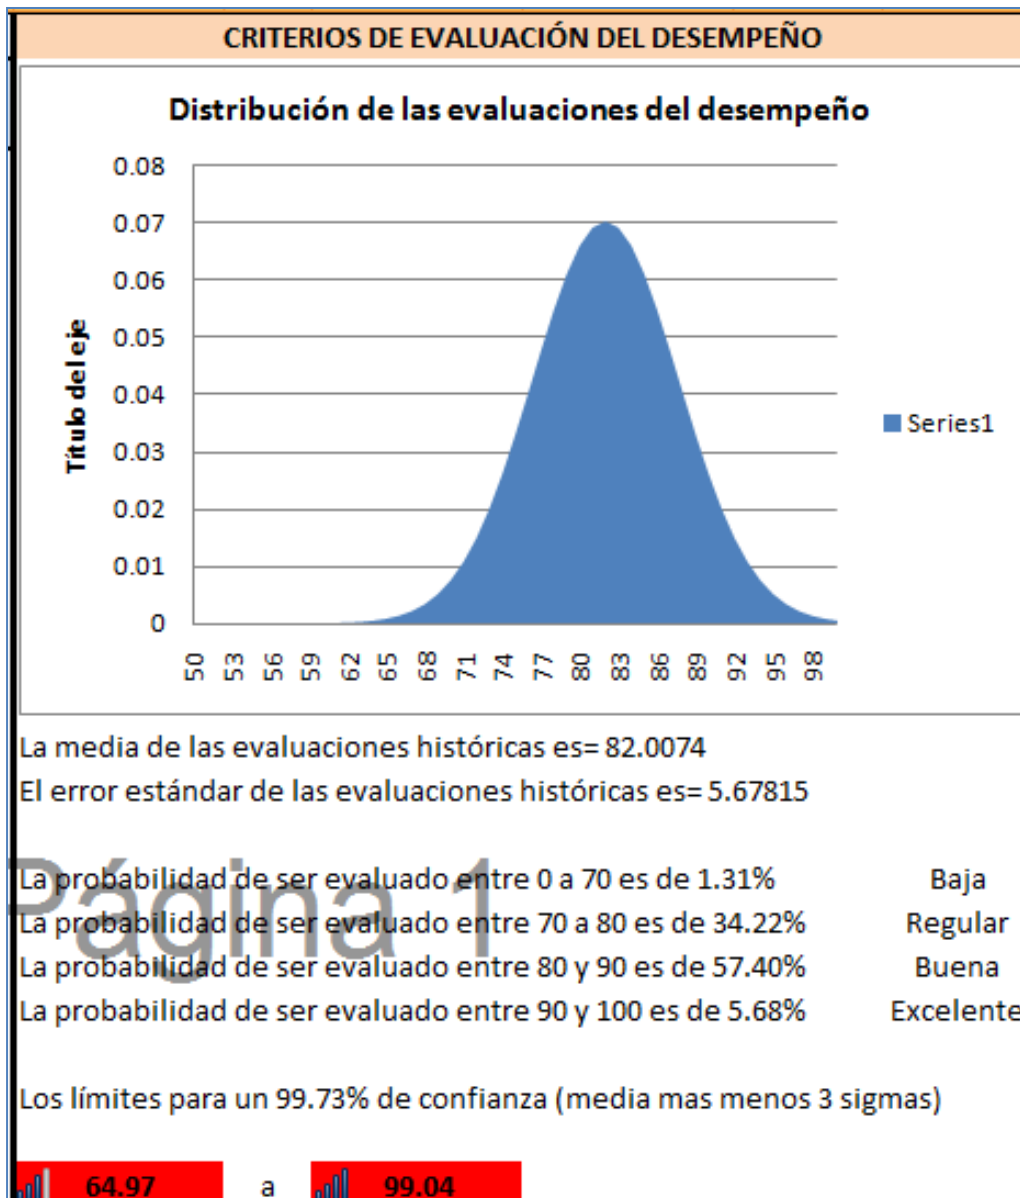 CRITERIOS DE EVALUACIÓN DEL DESEMPEÑO
Distribución de las evaluaciones del desempeño
0.08
0.07
0.06
0.05
0.04
0.03
0.02
0.01
0
Título del eje
Series1
50 53 56 59 62 65 68 71 74 77 80 83 86 89 92 95 98
La media de las evaluaciones históricas es= 82.0074
El error estándar de las evaluaciones históricas es= 5.67815
Página 1
La probabilidad de ser evaluado entre 0 a 70 es de 1.31% Baja
La probabilidad de ser evaluado entre 70 a 80 es de 34.22% Regular
La probabilidad de ser evaluado entre 80 y 90 es de 57.40% Buena
La probabilidad de ser evaluado entre 90 y 100 es de 5.68% Excelente
Los límites para un 99.73% de confianza (media mas menos 3 sigmas)
64.97 a 99.04